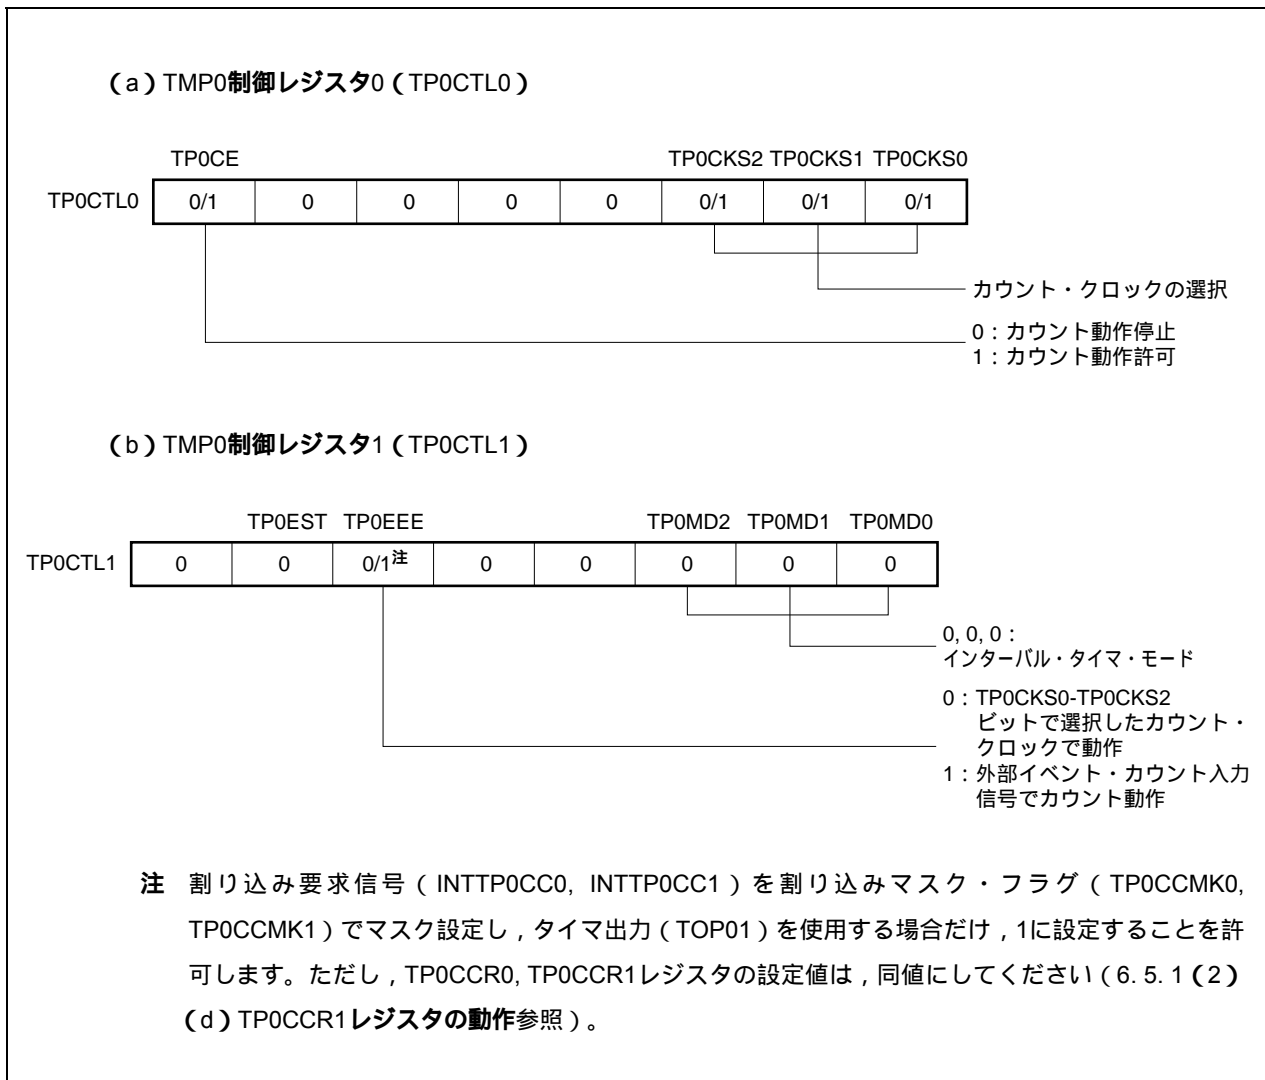 (a)TMP0制御レジスタ0(TP0CTL0)
TP0CE TP0CKS2 TP0CKS1 TP0CKS0
TP0CTL0 0/1 0 0 0 0 0/1 0/1 0/1
カウント・クロックの選択
0:カウント動作停止
1:カウント動作許可
(b)TMP0制御レジスタ1(TP0CTL1)
TP0EST TP0EEE TP0MD2 TP0MD1 TP0MD0
TP0CTL1 0 0 0/1注 0 0 0 0 0
0, 0, 0:
インターバル・タイマ・モード
0:TP0CKS0-TP0CKS2
ビットで選択したカウント・
クロックで動作
1:外部イベント・カウント入力
信号でカウント動作
注 割り込み要求信号(INTTP0CC0, INTTP0CC1)を割り込みマスク・フラグ(TP0CCMK0,
TP0CCMK1)でマスク設定し,タイマ出力(TOP01)を使用する場合だけ,1に設定することを許
可します。ただし,TP0CCR0, TP0CCR1レジスタの設定値は,同値にしてください(6. 5. 1(2)
(d)TP0CCR1レジスタの動作参照)。